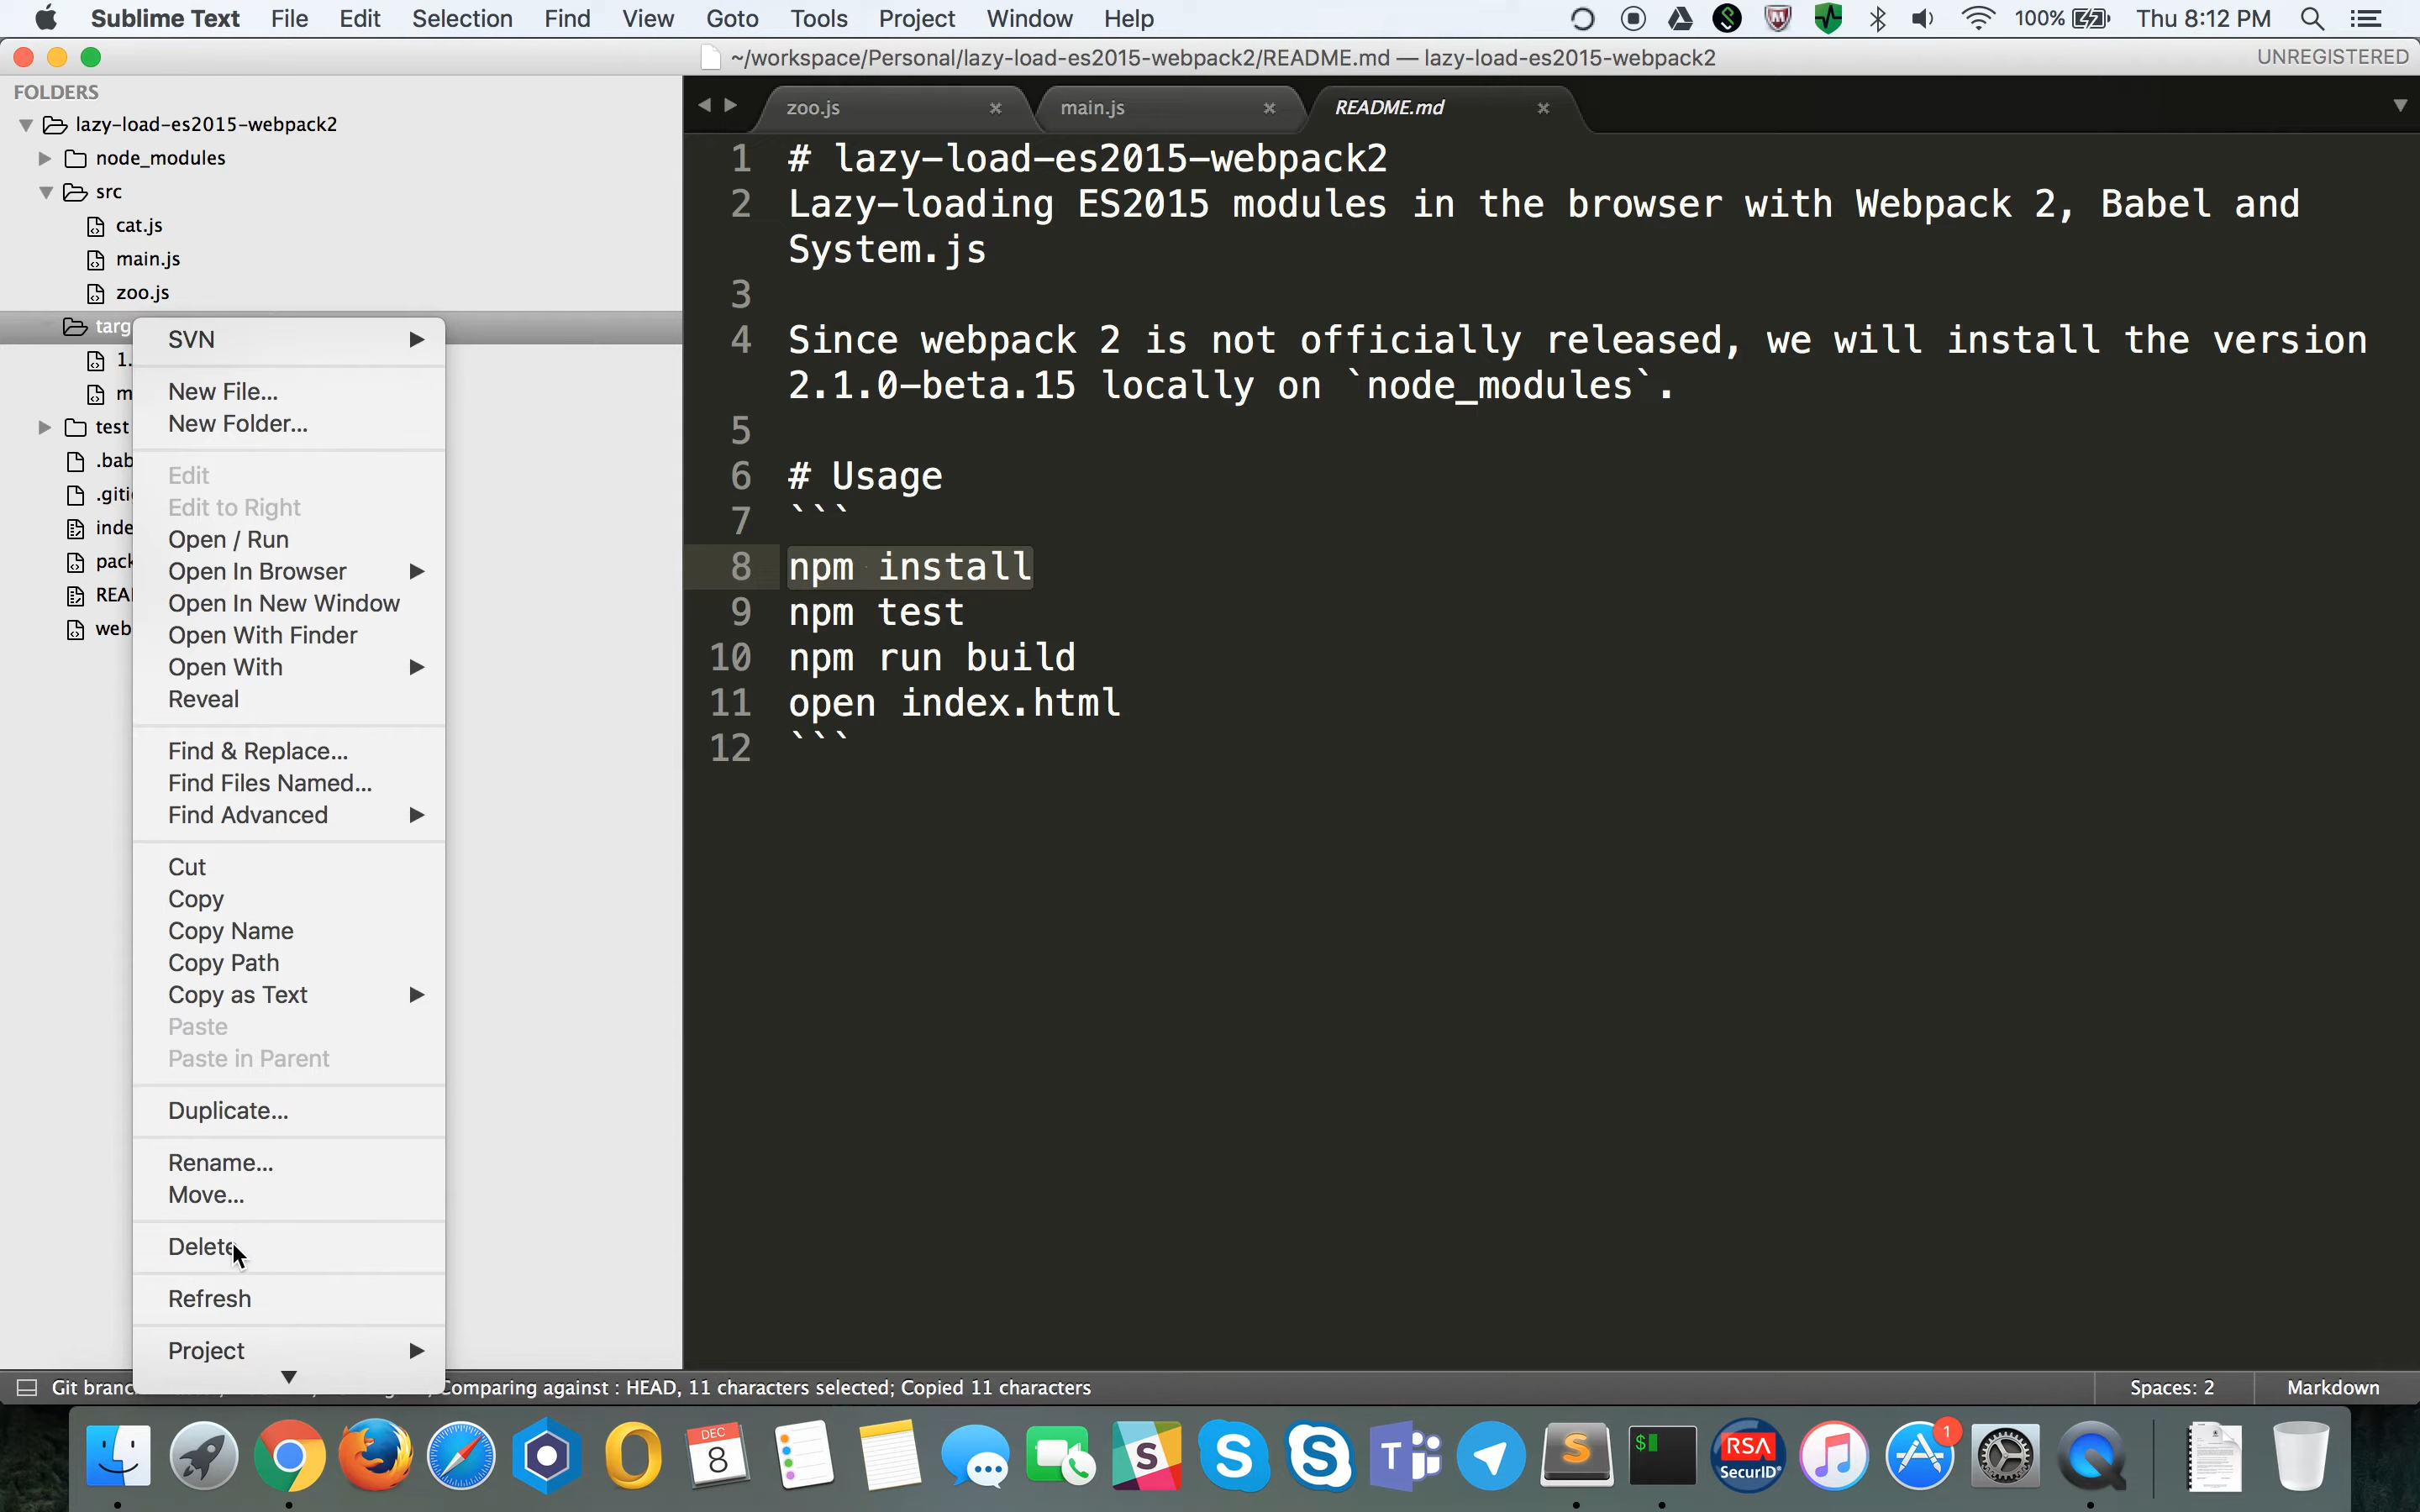 Sublime Text File Edit Selection Find View Goto Tools Project Window Help 100% Thu 8:12 PM
~/workspace/Personal/lazy-load-es2015-webpack2/README.md — lazy-load-es2015-webpack2 UNREGISTERED
FOLDERS
lazy-load-es2015-webpack2
node_modules
src
cat.js
main.js
zoo.js
targ
1.
m
test
.bab
.giti
inde
pack
REA
web
SVN
New File...
New Folder...
Edit
Edit to Right
Open / Run
Open In Browser
Open In New Window
Open With Finder
Open With
Reveal
Find & Replace...
Find Files Named...
Find Advanced
Cut
Copy
Copy Name
Copy Path
Copy as Text
Paste
Paste in Parent
Duplicate...
Rename...
Move...
Delete
Refresh
Project
zoo.js main.js README.md
1 # lazy-load-es2015-webpack2
2 Lazy-loading ES2015 modules in the browser with Webpack 2, Babel and
System.js
3
4 Since webpack 2 is not officially released, we will install the version
2.1.0-beta.15 locally on `node_modules`.
5
6 # Usage
7 ```
8 npm install
9 npm test
10 npm run build
11 open index.html
12 ```
Git branc Comparing against : HEAD, 11 characters selected; Copied 11 characters Spaces: 2 Markdown
DEC
8
S
T
$
RSA
SecurID
1